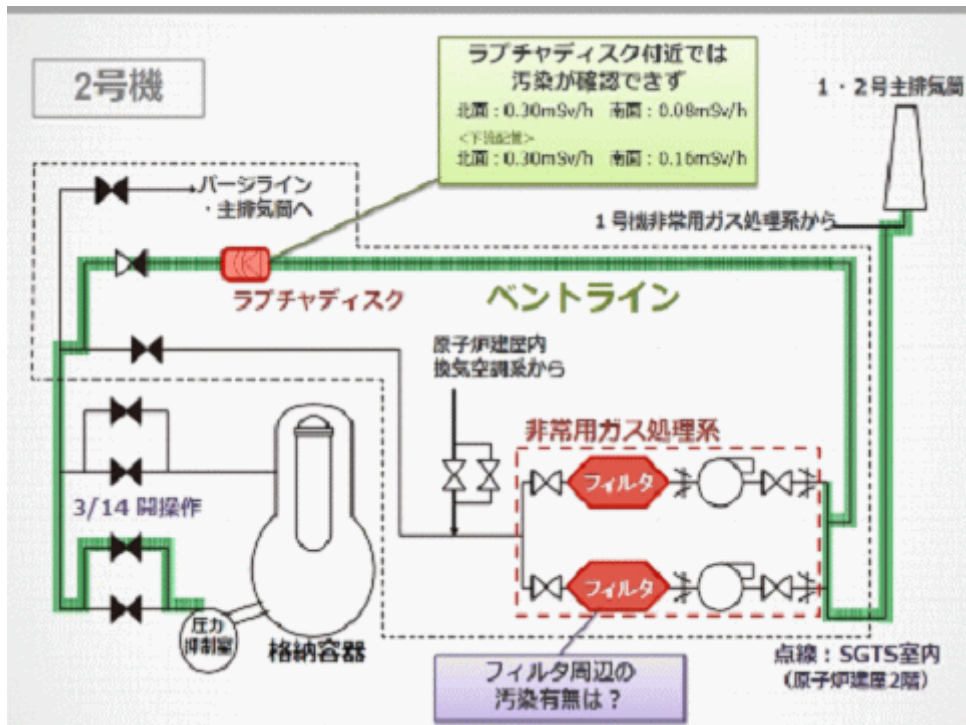 2号機
ラプチャディスク付近では
汚染が確認できず
北面：0.30mSv/h　南面：0.08mSv/h
<下流配管>
北面：0.30mSv/h　南面：0.16mSv/h
1・2号主排気筒
パージライン
・主排気筒へ
1号機非常用ガス処理系から
ラプチャディスク
ベントライン
原子炉建屋内
換気空調系から
非常用ガス処理系
フィルタ
3/14 開操作
フィルタ
圧力
抑制室
格納容器
フィルタ周辺の
汚染有無は？
点線：SGTS室内
（原子炉建屋2階）